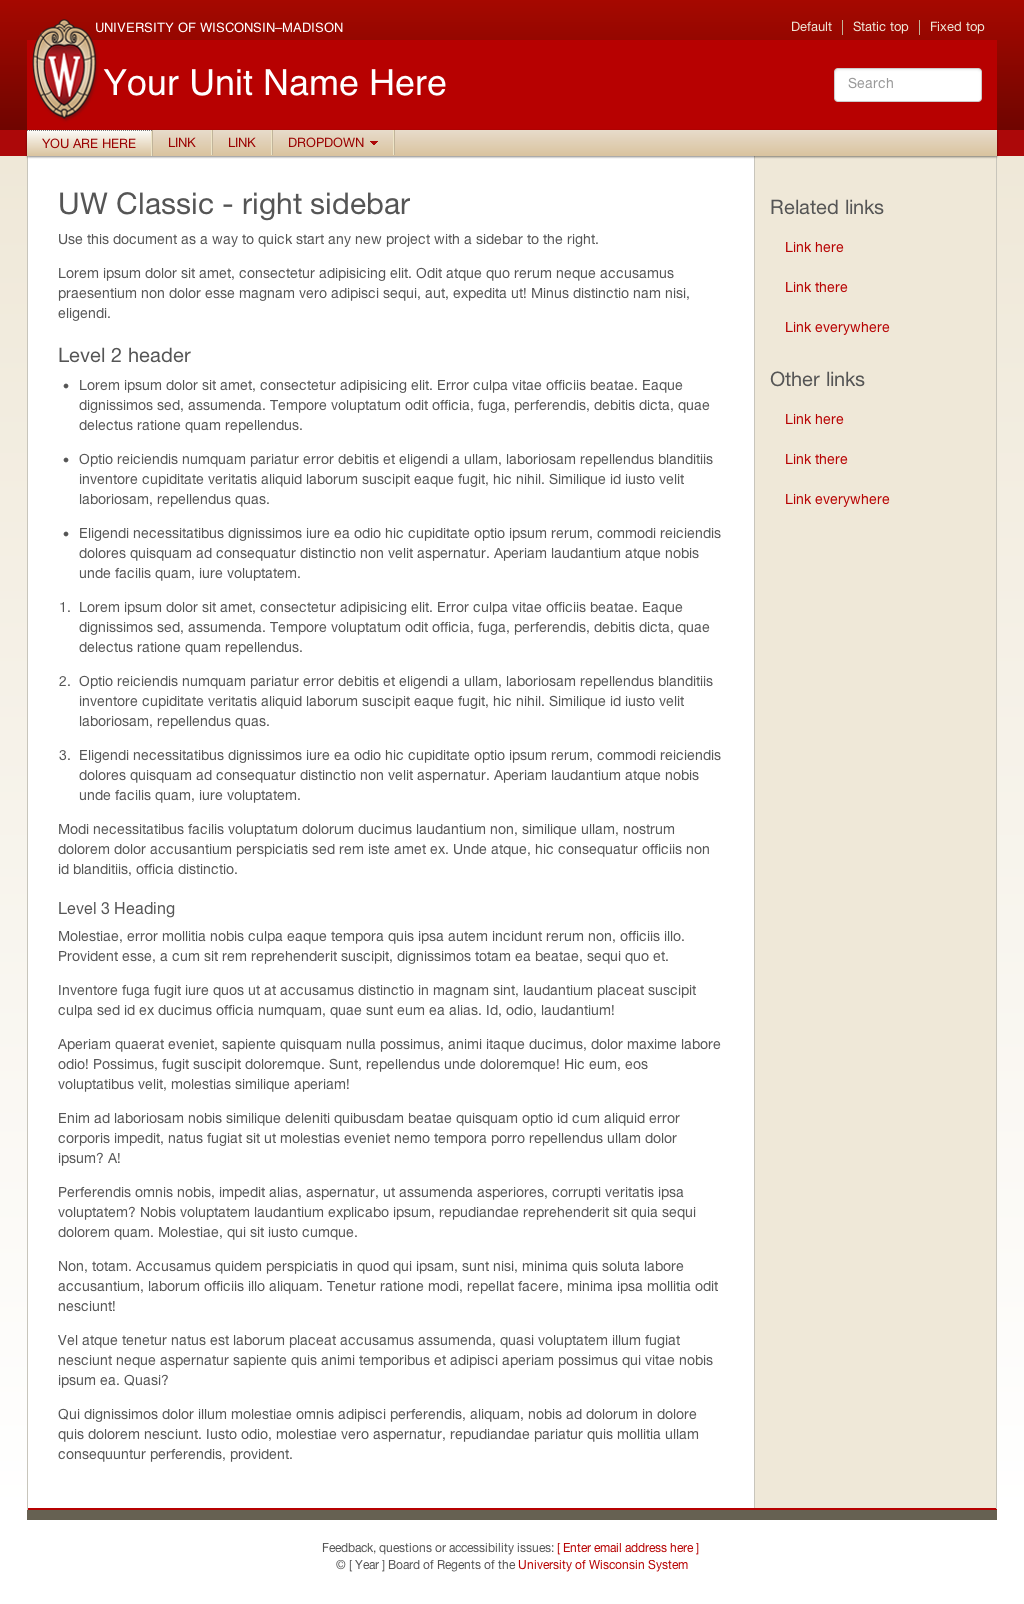 UNIVERSITY OF WISCONSIN–MADISON
Default
Static top
Fixed top
W
Your Unit Name Here
Search
YOU ARE HERE
LINK
LINK
DROPDOWN
UW Classic - right sidebar
Use this document as a way to quick start any new project with a sidebar to the right.
Lorem ipsum dolor sit amet, consectetur adipisicing elit. Odit atque quo rerum neque accusamus
praesentium non dolor esse magnam vero adipisci sequi, aut, expedita ut! Minus distinctio nam nisi,
eligendi.
Level 2 header
• Lorem ipsum dolor sit amet, consectetur adipisicing elit. Error culpa vitae officiis beatae. Eaque
dignissimos sed, assumenda. Tempore voluptatum odit officia, fuga, perferendis, debitis dicta, quae
delectus ratione quam repellendus.
• Optio reiciendis numquam pariatur error debitis et eligendi a ullam, laboriosam repellendus blanditiis
inventore cupiditate veritatis aliquid laborum suscipit eaque fugit, hic nihil. Similique id iusto velit
laboriosam, repellendus quas.
• Eligendi necessitatibus dignissimos iure ea odio hic cupiditate optio ipsum rerum, commodi reiciendis
dolores quisquam ad consequatur distinctio non velit aspernatur. Aperiam laudantium atque nobis
unde facilis quam, iure voluptatem.
1. Lorem ipsum dolor sit amet, consectetur adipisicing elit. Error culpa vitae officiis beatae. Eaque
dignissimos sed, assumenda. Tempore voluptatum odit officia, fuga, perferendis, debitis dicta, quae
delectus ratione quam repellendus.
2. Optio reiciendis numquam pariatur error debitis et eligendi a ullam, laboriosam repellendus blanditiis
inventore cupiditate veritatis aliquid laborum suscipit eaque fugit, hic nihil. Similique id iusto velit
laboriosam, repellendus quas.
3. Eligendi necessitatibus dignissimos iure ea odio hic cupiditate optio ipsum rerum, commodi reiciendis
dolores quisquam ad consequatur distinctio non velit aspernatur. Aperiam laudantium atque nobis
unde facilis quam, iure voluptatem.
Modi necessitatibus facilis voluptatum dolorum ducimus laudantium non, similique ullam, nostrum
dolorem dolor accusantium perspiciatis sed rem iste amet ex. Unde atque, hic consequatur officiis non
id blanditiis, officia distinctio.
Level 3 Heading
Molestiae, error mollitia nobis culpa eaque tempora quis ipsa autem incidunt rerum non, officiis illo.
Provident esse, a cum sit rem reprehenderit suscipit, dignissimos totam ea beatae, sequi quo et.
Inventore fuga fugit iure quos ut at accusamus distinctio in magnam sint, laudantium placeat suscipit
culpa sed id ex ducimus officia numquam, quae sunt eum ea alias. Id, odio, laudantium!
Aperiam quaerat eveniet, sapiente quisquam nulla possimus, animi itaque ducimus, dolor maxime labore
odio! Possimus, fugit suscipit doloremque. Sunt, repellendus unde doloremque! Hic eum, eos
voluptatibus velit, molestias similique aperiam!
Enim ad laboriosam nobis similique deleniti quibusdam beatae quisquam optio id cum aliquid error
corporis impedit, natus fugiat sit ut molestias eveniet nemo tempora porro repellendus ullam dolor
ipsum? A!
Perferendis omnis nobis, impedit alias, aspernatur, ut assumenda asperiores, corrupti veritatis ipsa
voluptatem? Nobis voluptatem laudantium explicabo ipsum, repudiandae reprehenderit sit quia sequi
dolorem quam. Molestiae, qui sit iusto cumque.
Non, totam. Accusamus quidem perspiciatis in quod qui ipsam, sunt nisi, minima quis soluta labore
accusantium, laborum officiis illo aliquam. Tenetur ratione modi, repellat facere, minima ipsa mollitia odit
nesciunt!
Vel atque tenetur natus est laborum placeat accusamus assumenda, quasi voluptatem illum fugiat
nesciunt neque aspernatur sapiente quis animi temporibus et adipisci aperiam possimus qui vitae nobis
ipsum ea. Quasi?
Qui dignissimos dolor illum molestiae omnis adipisci perferendis, aliquam, nobis ad dolorum in dolore
quis dolorem nesciunt. Iusto odio, molestiae vero aspernatur, repudiandae pariatur quis mollitia ullam
consequuntur perferendis, provident.
Related links
Link here
Link there
Link everywhere
Other links
Link here
Link there
Link everywhere
Feedback, questions or accessibility issues: [ Enter email address here ]
© [ Year ] Board of Regents of the University of Wisconsin System